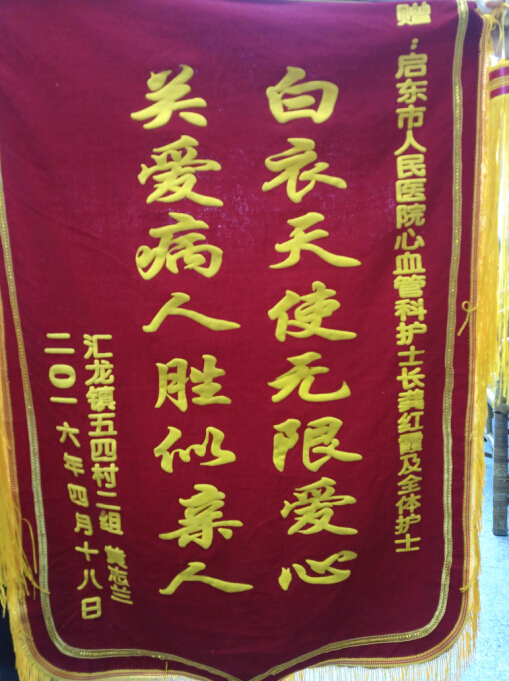 赠:启东市人民医院心血管科护士长龚红霞及全体护士
白衣天使无限爱心
关爱病人胜似亲人
汇龙镇五四村二组 黄志兰
二〇一六年四月十八日